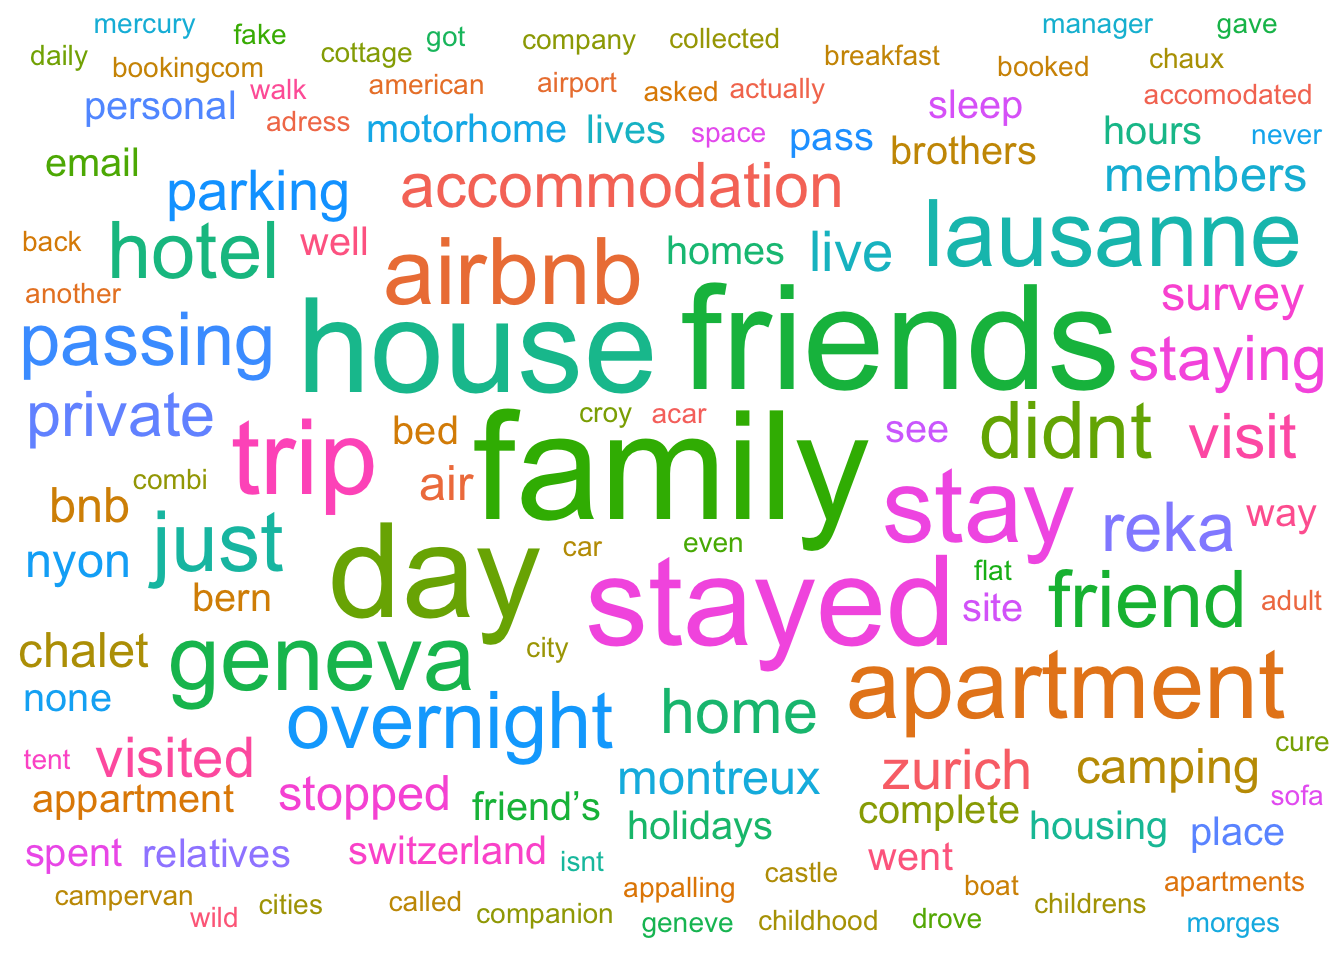 mercury fake got company collected manager gave
daily bookingcom cottage american airport asked actually breakfast booked chaux
personal walk adress motorhome lives space pass sleep accomodated
email brothers hours never
parking accommodation members
back hotel well airbnb homes live lausanne
another survey
passing house friends staying
private trip bed croy acar see didnt visit
bnb combi air family stay reka way
nyon just day car even flat
bern stayed site friend adult
chalet geneva city apartment
none overnight home
tent visited zurich camping cure
appartment stopped friend’s montreux complete sofa
spent relatives switzerland isnt holidays went housing place
campervan wild cities called companion appalling castle boat apartments
geneve childhood drove childrens morges